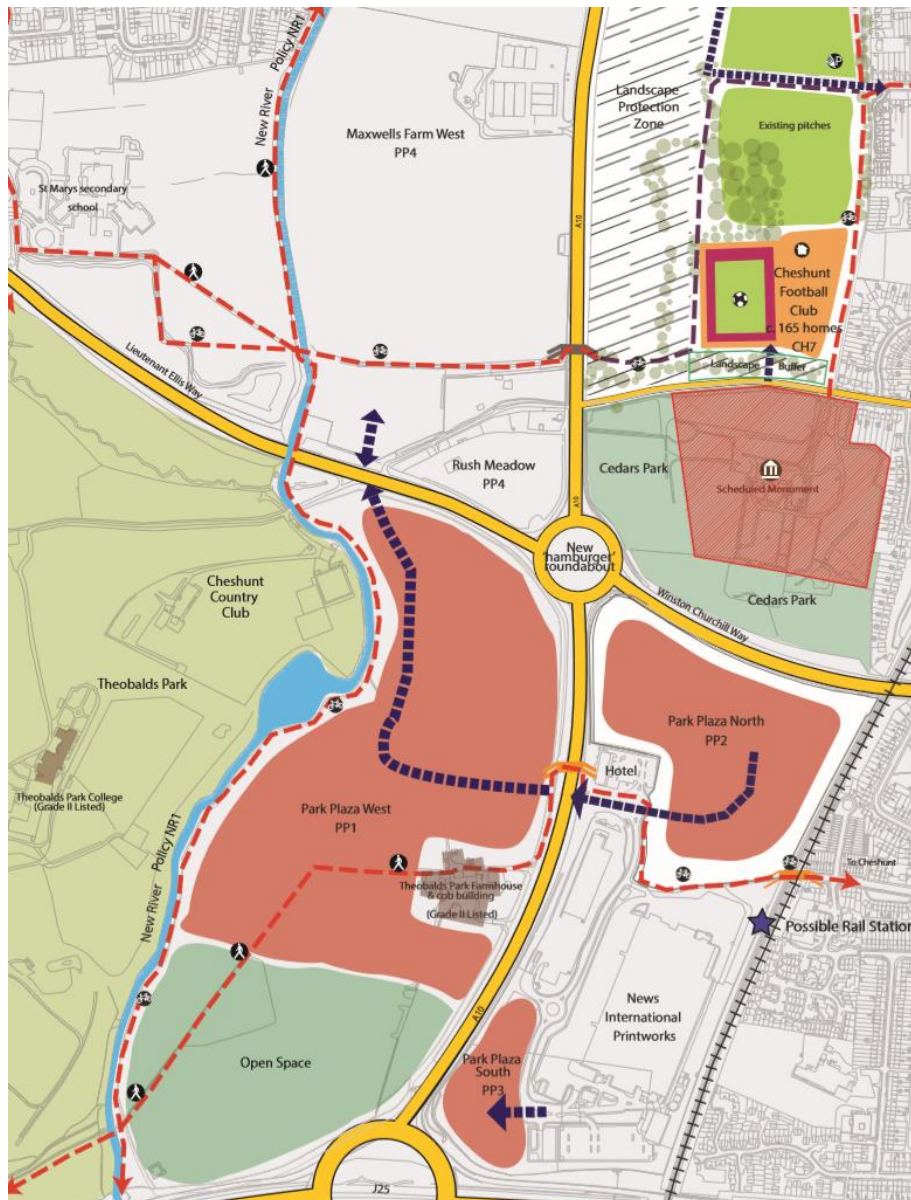 New River
Policy NR1
Maxwells Farm West
PP4
Landscape
Protection
Zone
Existing pitches
St Marys secondary
school
A10
Cheshunt
Football
Club
c. 165 homes
CH7
Lieutenant Ellis Way
Landscape
Buffer
Rush Meadow
PP4
Cedars Park
Scheduled Monument
A10
New
'hamburger'
roundabout
Cheshunt
Country
Club
Cedars Park
Winston Churchill Way
Theobalds Park
Park Plaza North
PP2
Hotel
Theobalds Park College
(Grade II Listed)
Park Plaza West
PP1
New River
Policy NR1
Theobalds Park Farmhouse
& cob building
(Grade II Listed)
To Cheshunt
Possible Rail Station
News
International
Printworks
A10
Open Space
Park Plaza
South
PP3
J25